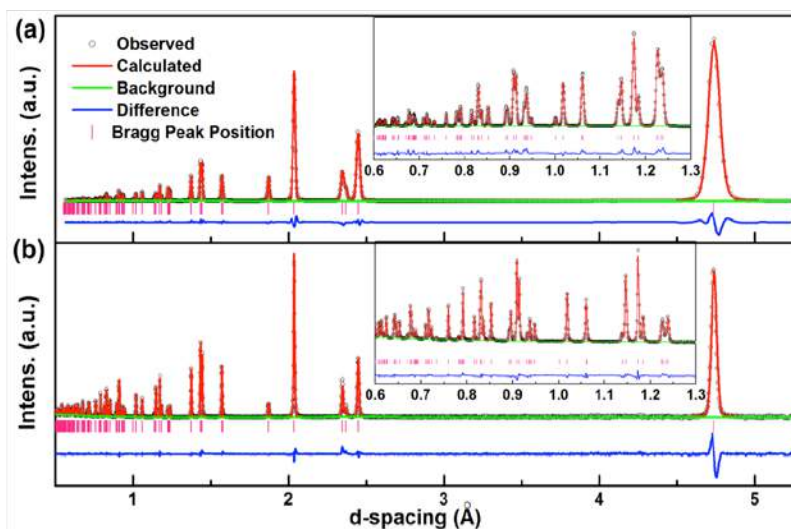 (a)
Observed
Calculated
Background
Difference
Bragg Peak Position
Intens. (a.u.)
0.6 0.7 0.8 0.9 1.0 1.1 1.2 1.3
(b)
Intens. (a.u.)
0.6 0.7 0.8 0.9 1.0 1.1 1.2 1.3
1 2 3 4 5
d-spacing (Å)